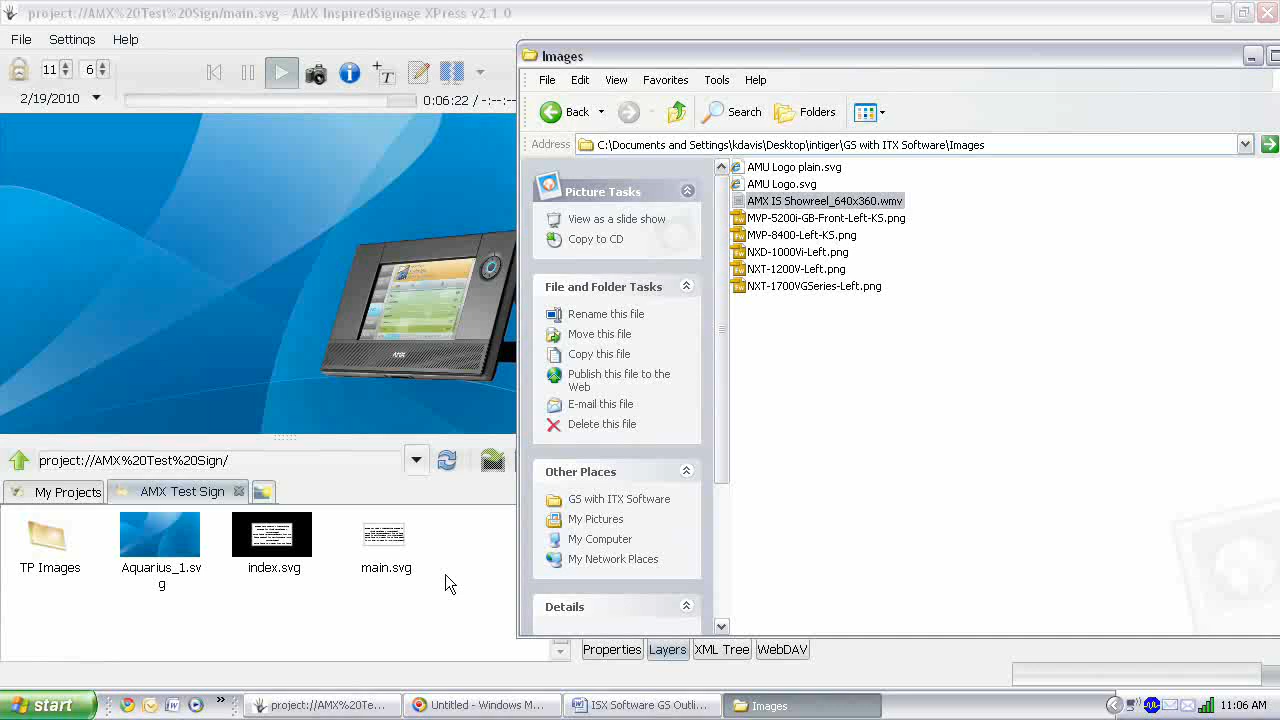 project://AMX%20Test%20Sign/main.svg - AMX InspiredSignage XPress v2.1.0
File Settings Help
11 6
2/19/2010
0:06:22 / --:--
AMX
project://AMX%20Test%20Sign/
My Projects
AMX Test Sign
TP Images
Aquarius_1.sv
g
index.svg
main.svg
Images
File Edit View Favorites Tools Help
Back Search Folders
Address C:\Documents and Settings\kdavis\Desktop\intiger\GS with ITX Software\Images
Picture Tasks
View as a slide show
Copy to CD
File and Folder Tasks
Rename this file
Move this file
Copy this file
Publish this file to the
Web
E-mail this file
Delete this file
Other Places
GS with ITX Software
My Pictures
My Computer
My Network Places
Details
AMU Logo plain.svg
AMU Logo.svg
AMX IS Showreel_640x360.wmv
MVP-5200i-GB-Front-Left-KS.png
MVP-8400-Left-KS.png
NXD-1000Vi-Left.png
NXT-1200V-Left.png
NXT-1700VGSeries-Left.png
Properties Layers XML Tree WebDAV
start
project://AMX%20Te...
Untitled - Windows M...
ISX Software GS Outli...
Images
11:06 AM